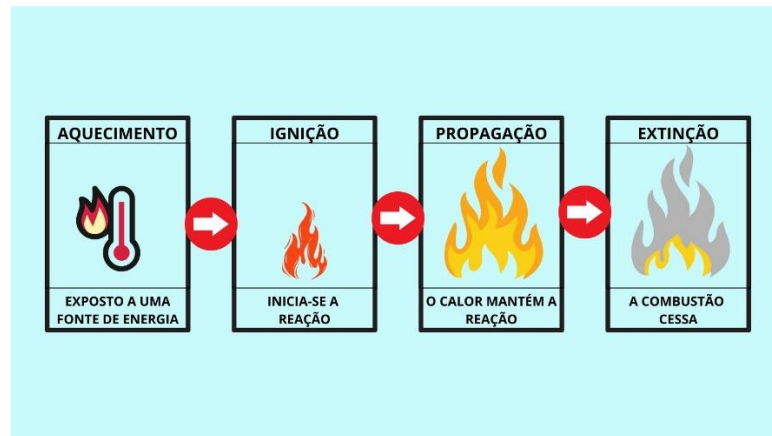 AQUECIMENTO
EXPOSTO A UMA
FONTE DE ENERGIA
IGNIÇÃO
INICIA-SE A
REAÇÃO
PROPAGAÇÃO
O CALOR MANTÉM A
REAÇÃO
EXTINÇÃO
A COMBUSTÃO
CESSA